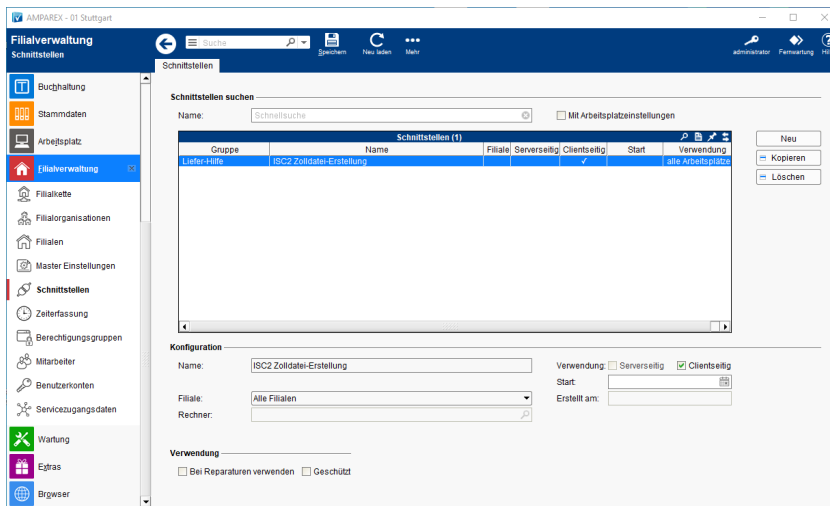 AMPAREX - 01 Stuttgart
Filialverwaltung
Schnittstellen
Suche
Speichern
Neu laden
Mehr
administrator
Fernwartung
Schnittstellen
Buchhaltung
Stammdaten
Arbeitsplatz
Filialverwaltung
Filialkette
Filialorganisationen
Filialen
Master Einstellungen
Schnittstellen
Zeiterfassung
Berechtigungsgruppen
Mitarbeiter
Benutzerkonten
Servicezugangsdaten
Wartung
Extras
Browser
Schnittstellen suchen
Name: Schnellsuche Mit Arbeitsplatzeinstellungen
Schnittstellen (1)
Gruppe Name Filiale Serverseitig Clientseitig Start Verwendung
Liefer-Hilfe ISC2 Zolldatei-Erstellung alle Arbeitsplätze
Neu
Kopieren
Löschen
Konfiguration
Name: ISC2 Zolldatei-Erstellung Verwendung: Serverseitig Clientseitig
Start:
Filiale: Alle Filialen Erstellt am:
Rechner:
Verwendung
Bei Reparaturen verwenden Geschützt